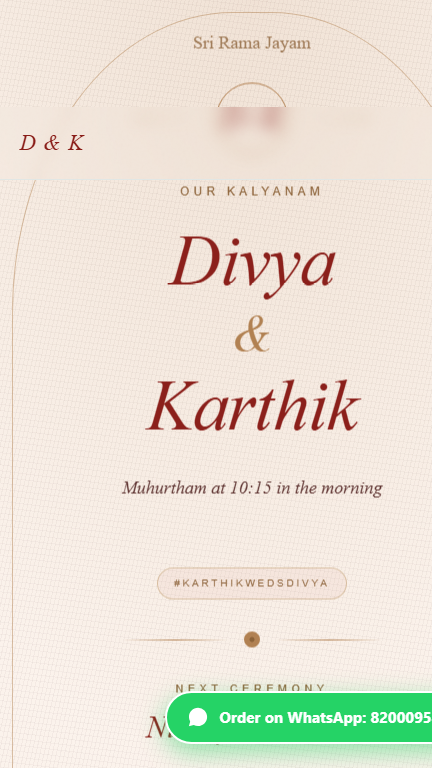 Sri Rama Jayam
D & K
OUR KALYANAM
Divya
&
Karthik
Muhurtham at 10:15 in the morning
#KARTHIKWEDSDIVYA
NEXT CEREMONY
Order on WhatsApp: 8200095